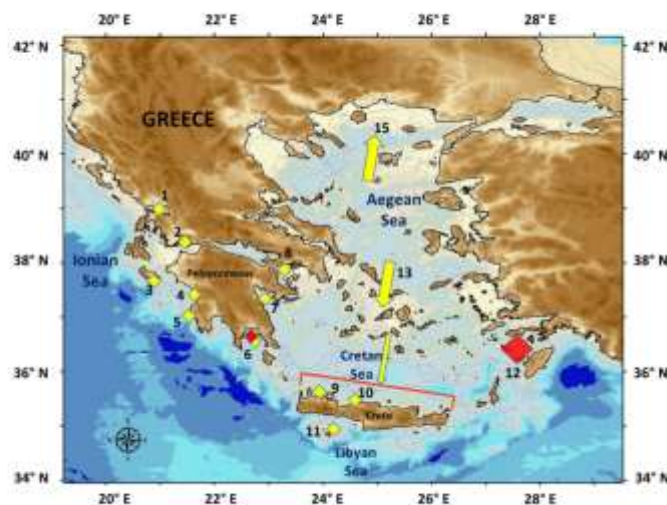 20° E 22° E 24° E 26° E 28° E
42° N 42° N
GREECE
15
40° N 40° N
1
Aegean
Sea
2
38° N 38° N
8
Ionian
Sea
Peloponnesus
13
3
4
7
5
36° N 36° N
6
Cretan
Sea
12
9
10
Crete
11
Libyan
Sea
34° N 34° N
20° E 22° E 24° E 26° E 28° E